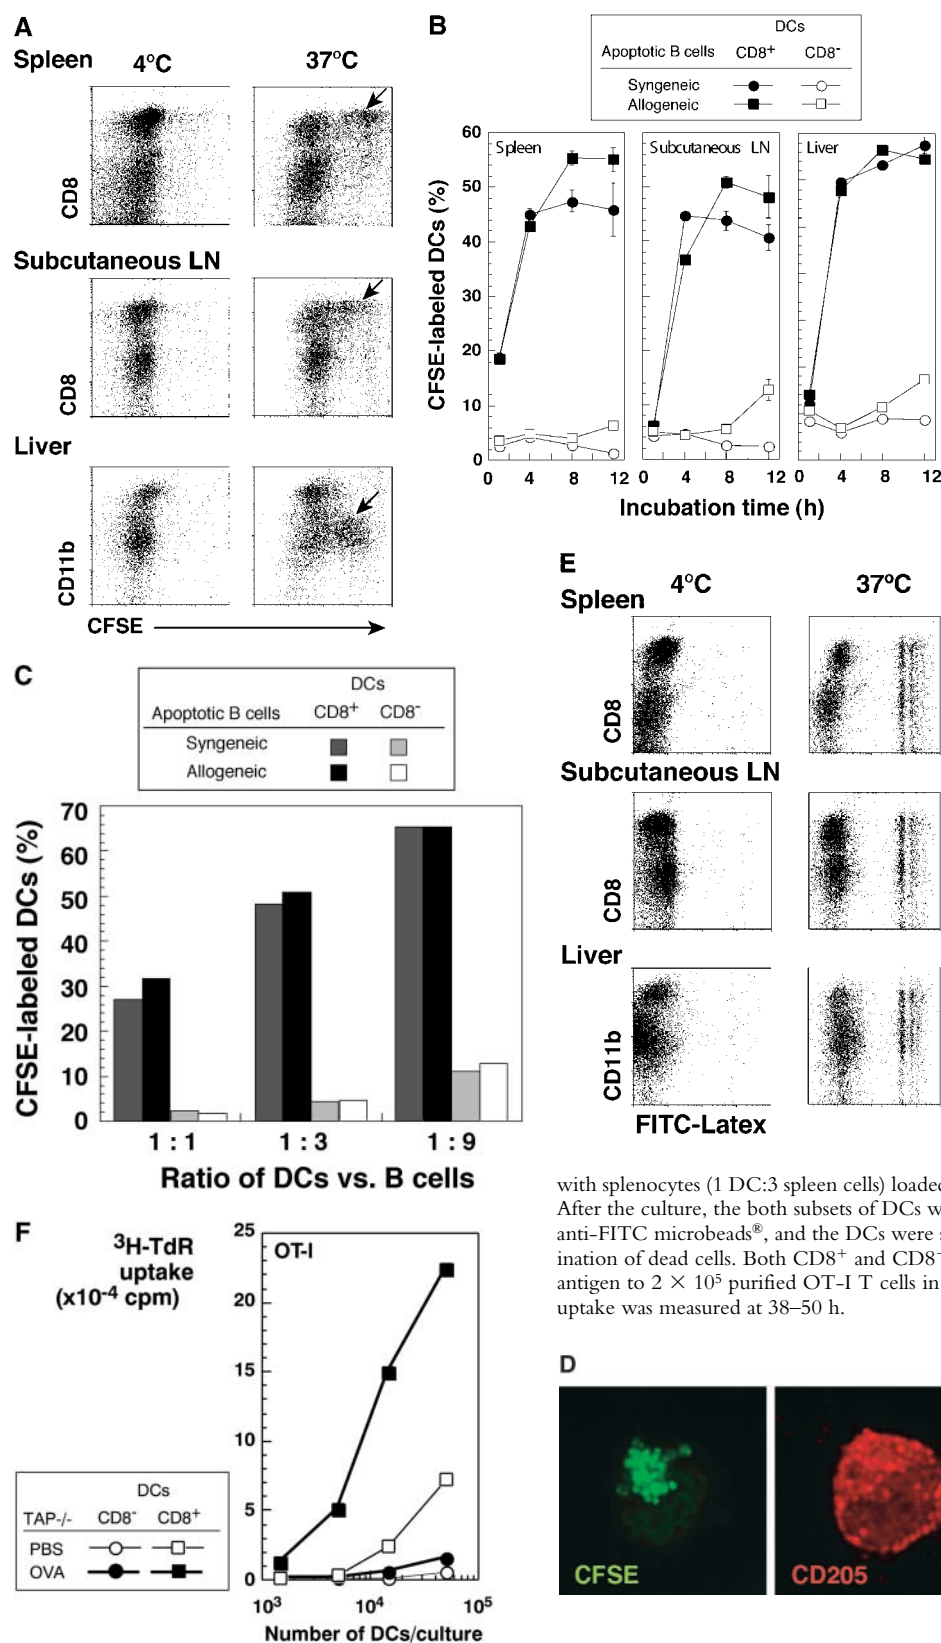 A
Spleen
4°C
37°C
CD8
Subcutaneous LN
CD8
Liver
CD11b
CFSE
B
DCs
Apoptotic B cells CD8+ CD8-
Syngeneic
Allogeneic
CFSE-labeled DCs (%)
60
50
40
30
20
10
0
Spleen
Subcutaneous LN
Liver
0 4 8 12
0 4 8 12
0 4 8 12
Incubation time (h)
C
DCs
Apoptotic B cells CD8+ CD8-
Syngeneic
Allogeneic
CFSE-labeled DCs (%)
70
60
50
40
30
20
10
0
1 : 1 1 : 3 1 : 9
Ratio of DCs vs. B cells
E
4°C
37°C
Spleen
CD8
Subcutaneous LN
CD8
Liver
CD11b
FITC-Latex
with splenocytes (1 DC:3 spleen cells) loaded
After the culture, the both subsets of DCs w
anti-FITC microbeads®, and the DCs were s
ination of dead cells. Both CD8+ and CD8-
antigen to 2 × 10⁵ purified OT-I T cells in
uptake was measured at 38–50 h.
F
³H-TdR
uptake
(x10⁻⁴ cpm)
OT-I
25
20
15
10
5
0
10³ 10⁴ 10⁵
Number of DCs/culture
DCs
TAP-/- CD8- CD8+
PBS
OVA
D
CFSE
CD205